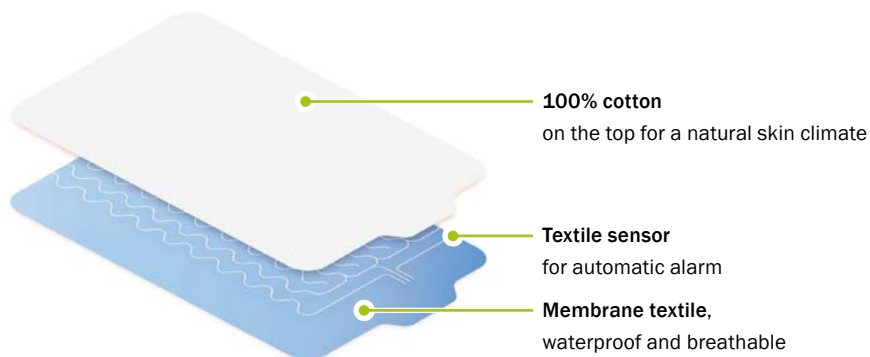 100% cotton
on the top for a natural skin climate
Textile sensor
for automatic alarm
Membrane textile,
waterproof and breathable